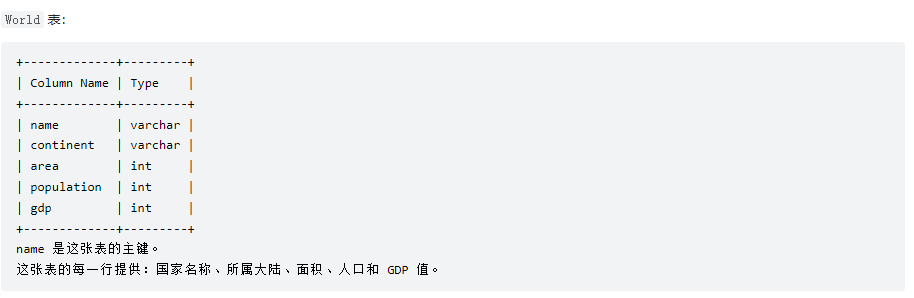 World 表:
+-------------+---------+
| Column Name | Type    |
+-------------+---------+
| name        | varchar |
| continent   | varchar |
| area        | int     |
| population  | int     |
| gdp         | int     |
+-------------+---------+
name 是这张表的主键。
这张表的每一行提供：国家名称、所属大陆、面积、人口和 GDP 值。